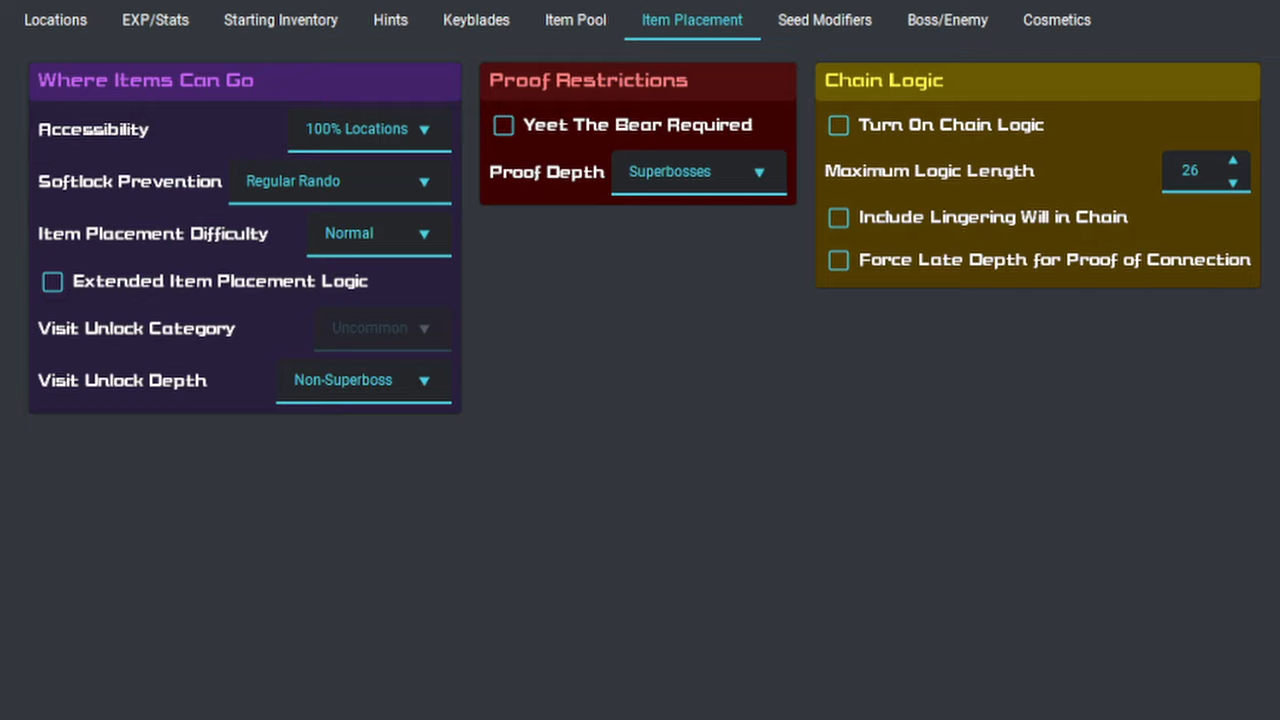 Locations EXP/Stats Starting Inventory Hints Keyblades Item Pool Item Placement Seed Modifiers Boss/Enemy Cosmetics
Where Items Can Go
Accessibility 100% Locations
Softlock Prevention Regular Rando
Item Placement Difficulty Normal
Extended Item Placement Logic
Visit Unlock Category Uncommon
Visit Unlock Depth Non-Superboss
Proof Restrictions
Yeet The Bear Required
Proof Depth Superbosses
Chain Logic
Turn On Chain Logic
Maximum Logic Length 26
Include Lingering Will in Chain
Force Late Depth for Proof of Connection